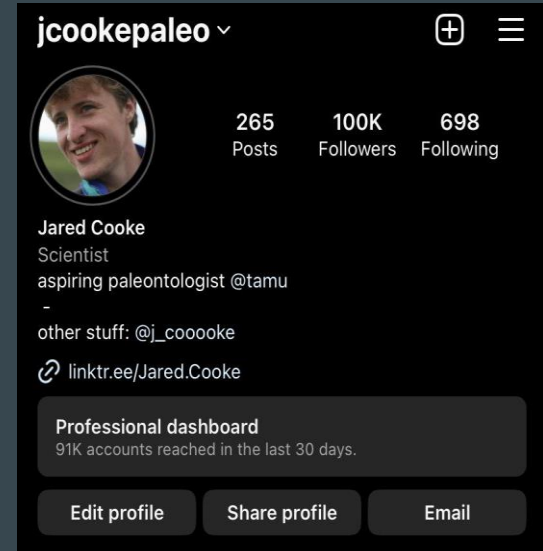 jcookepaleo
265 100K 698
Posts Followers Following
Jared Cooke
Scientist
aspiring paleontologist @tamu
-
other stuff: @j_cooooke
linktr.ee/Jared.Cooke
Professional dashboard
91K accounts reached in the last 30 days.
Edit profile Share profile Email